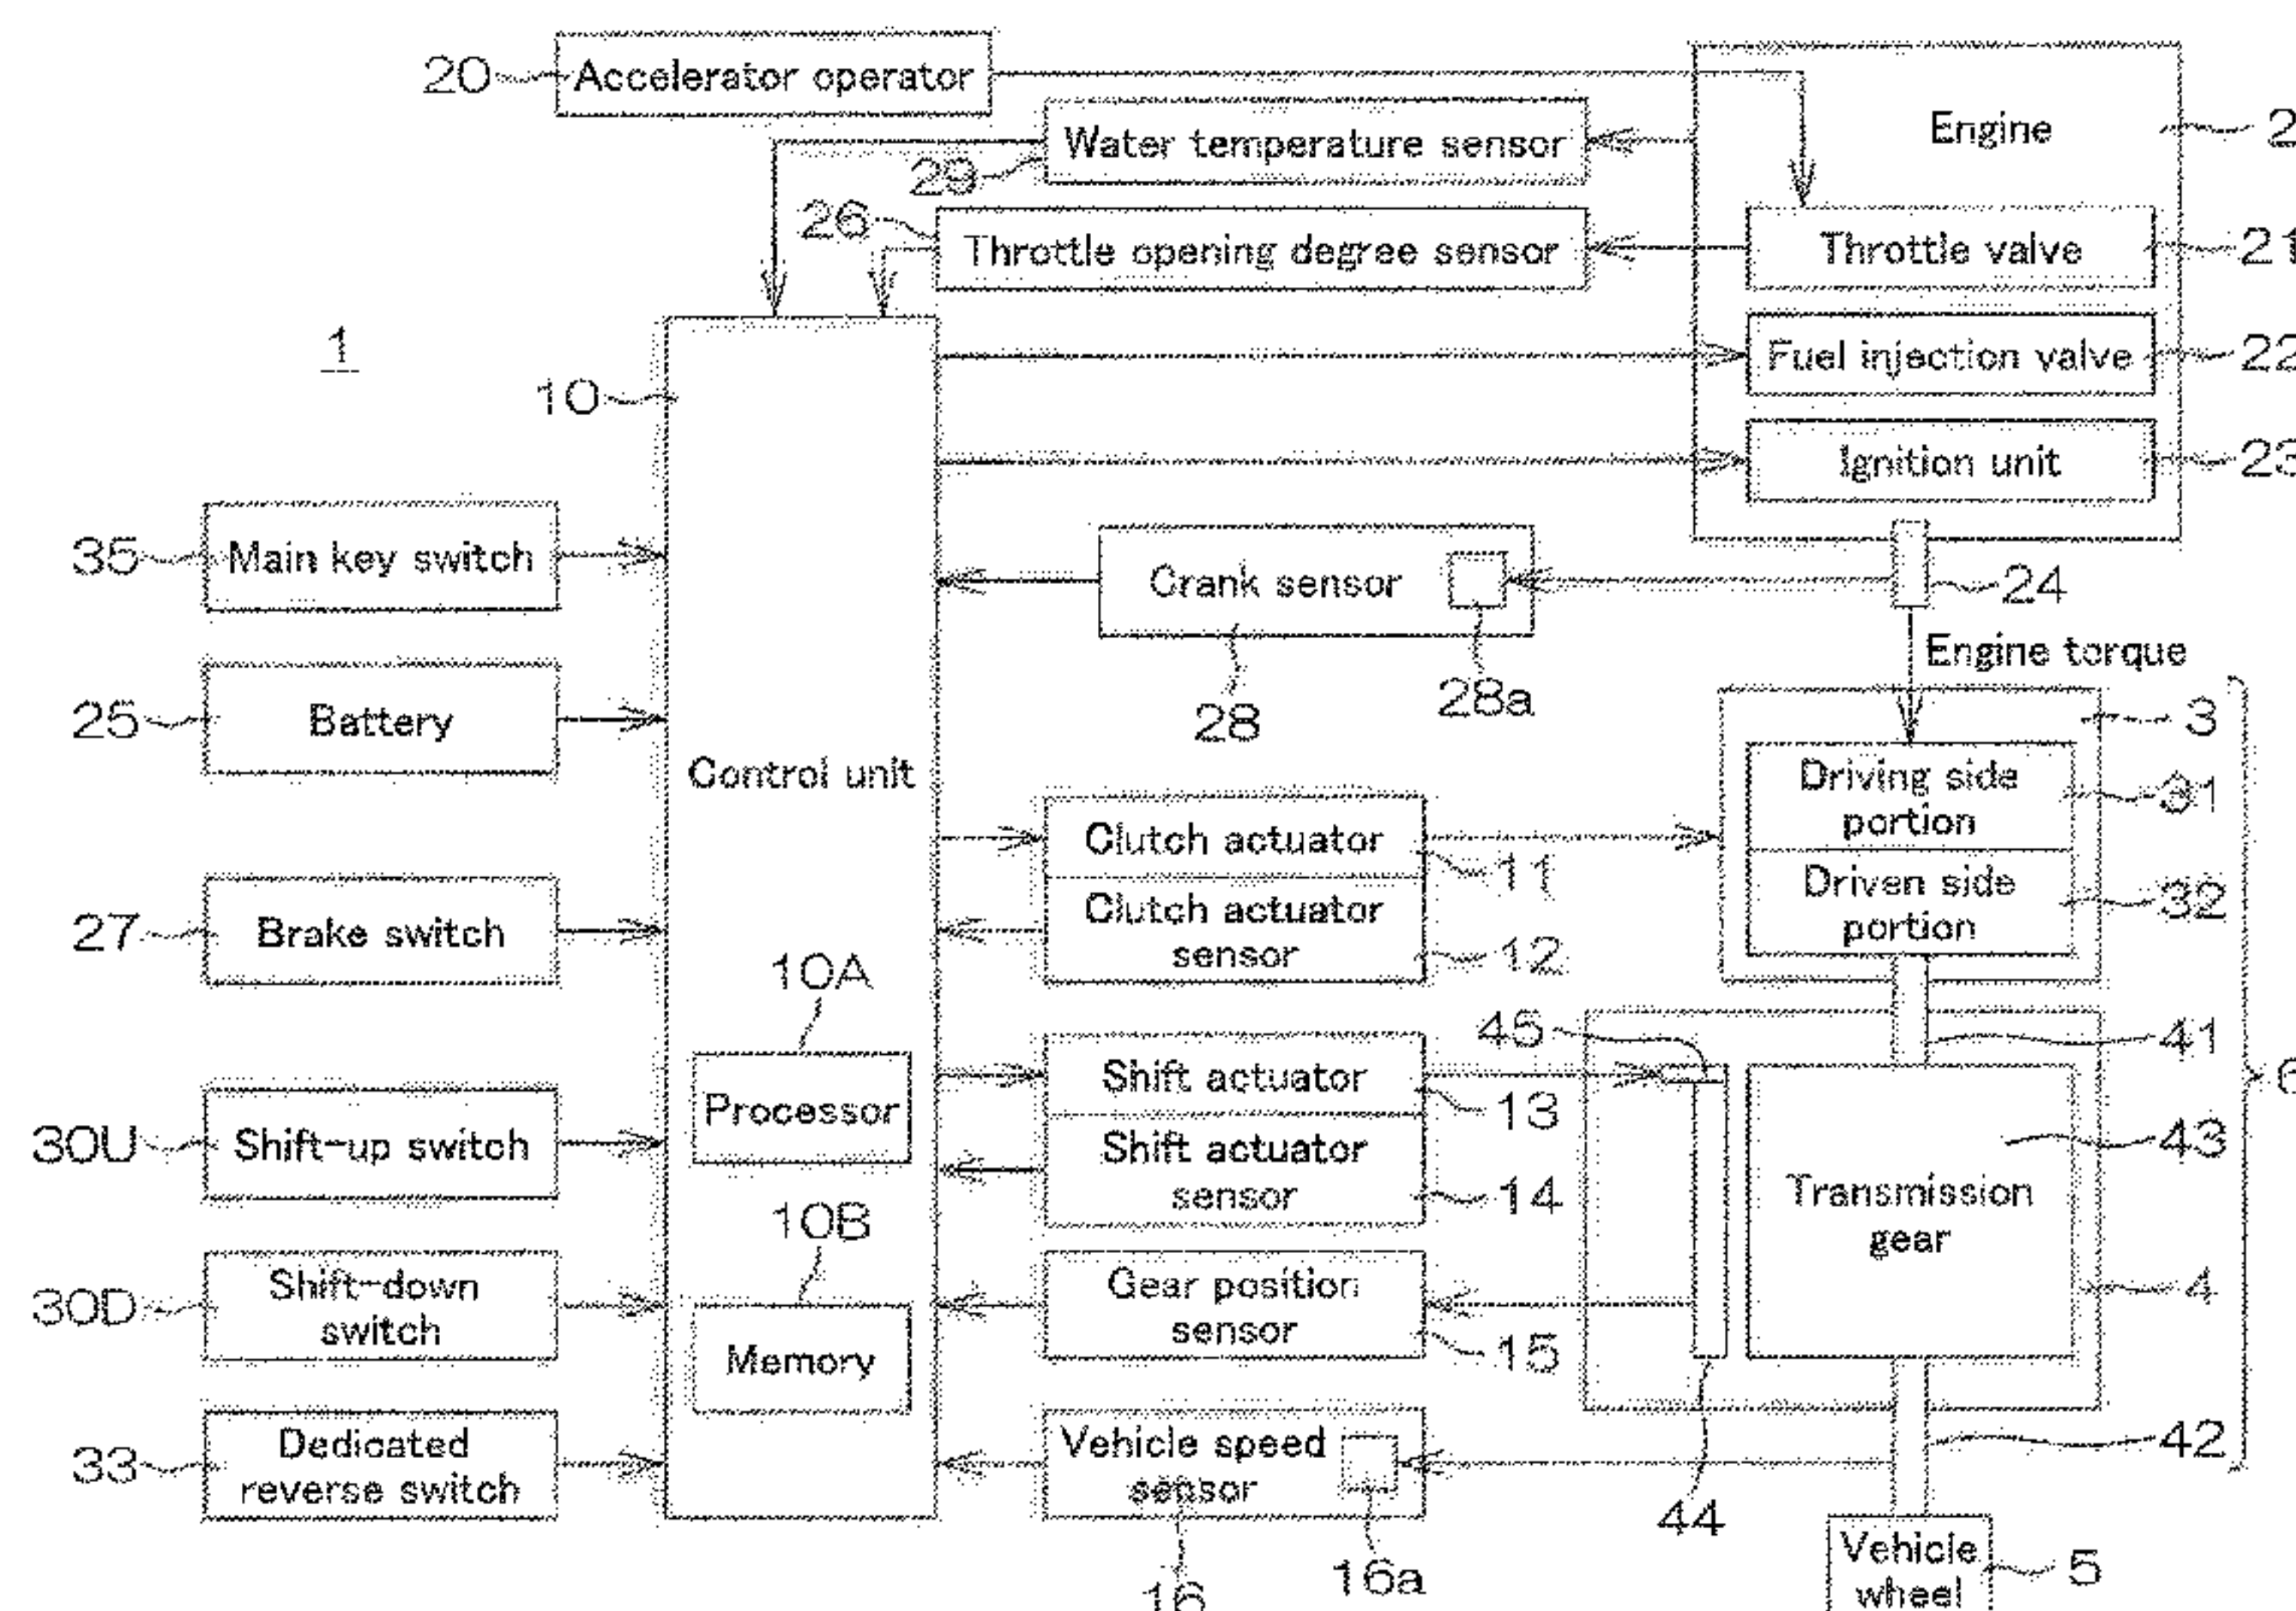 20
Accelerator operator
Engine
2
Water temperature sensor
29
26
Throttle opening degree sensor
Throttle valve
21
1
10
Fuel injection valve
22
Ignition unit
23
35
Main key switch
Crank sensor
24
Engine torque
28
28a
25
Battery
Control unit
3
Driving side
portion
31
Driven side
portion
32
Clutch actuator
11
Clutch actuator
sensor
12
27
Brake switch
10A
Processor
45
41
6
Shift actuator
13
Shift actuator
sensor
14
43
Transmission
gear
4
30U
Shift-up switch
10B
Memory
30D
Shift-down
switch
Gear position
sensor
15
33
Dedicated
reverse switch
Vehicle speed
sensor
16
16a
44
42
Vehicle
wheel
5